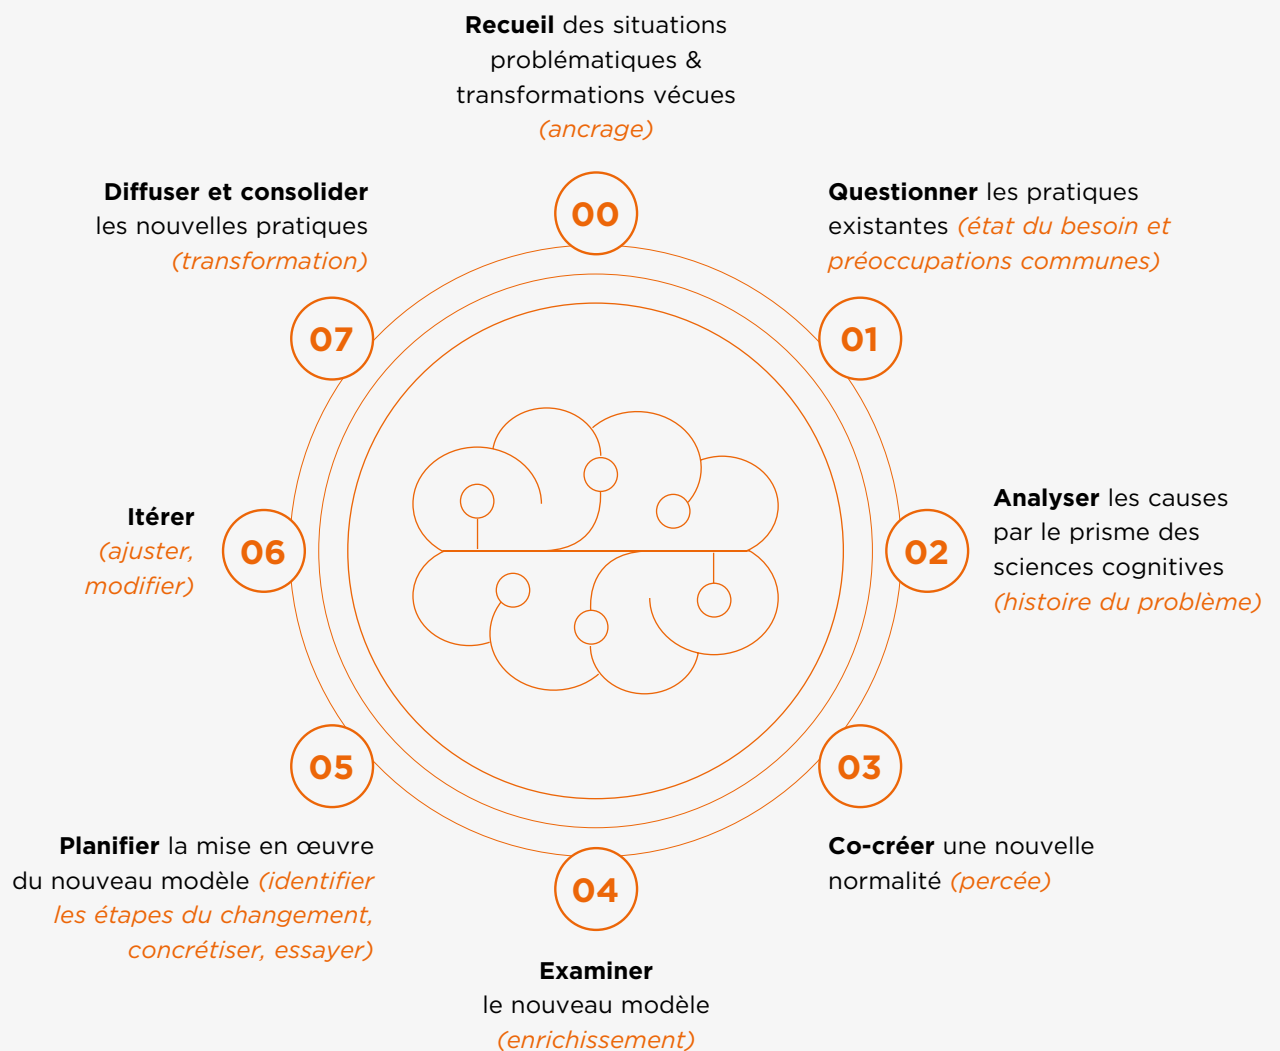 Recueil des situations
problématiques &
transformations vécues
(ancrage)
00
Questionner les pratiques
existantes (état du besoin et
préoccupations communes)
01
Analyser les causes
par le prisme des
sciences cognitives
(histoire du problème)
02
03
Co-créer une nouvelle
normalité (percée)
04
Examiner
le nouveau modèle
(enrichissement)
05
Planifier la mise en œuvre
du nouveau modèle (identifier
les étapes du changement,
concrétiser, essayer)
Itérer
(ajuster,
modifier)
06
Diffuser et consolider
les nouvelles pratiques
(transformation)
07